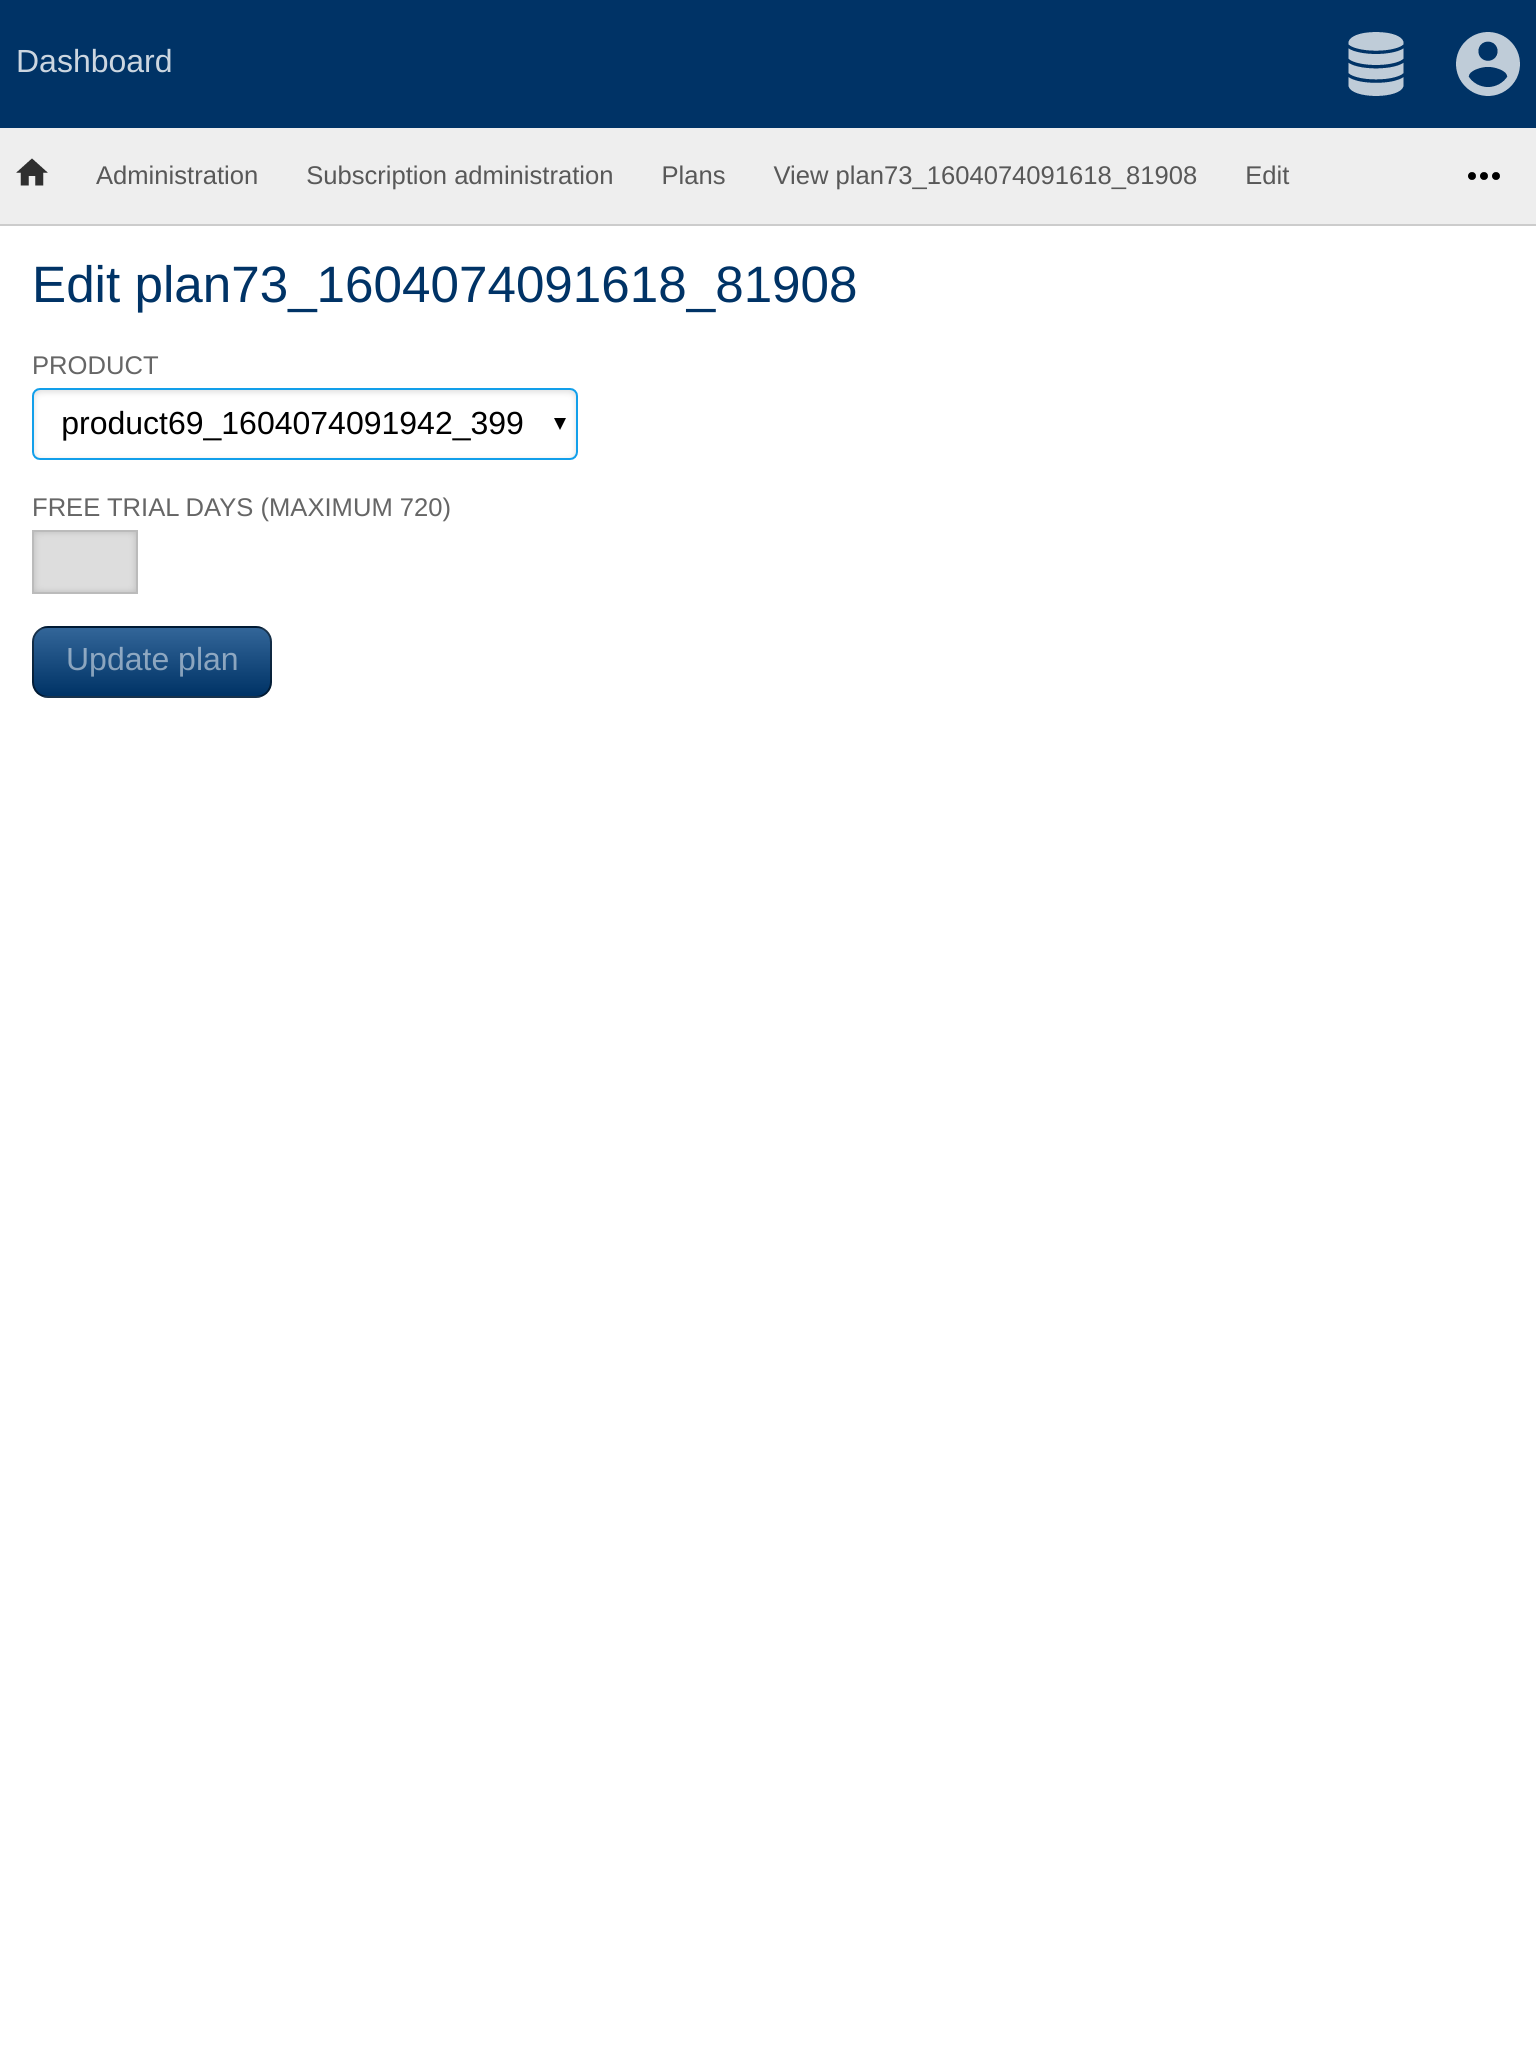 Dashboard
Administration Subscription administration Plans View plan73_1604074091618_81908 Edit
Edit plan73_1604074091618_81908
PRODUCT
product69_1604074091942_399
FREE TRIAL DAYS (MAXIMUM 720)
Update plan